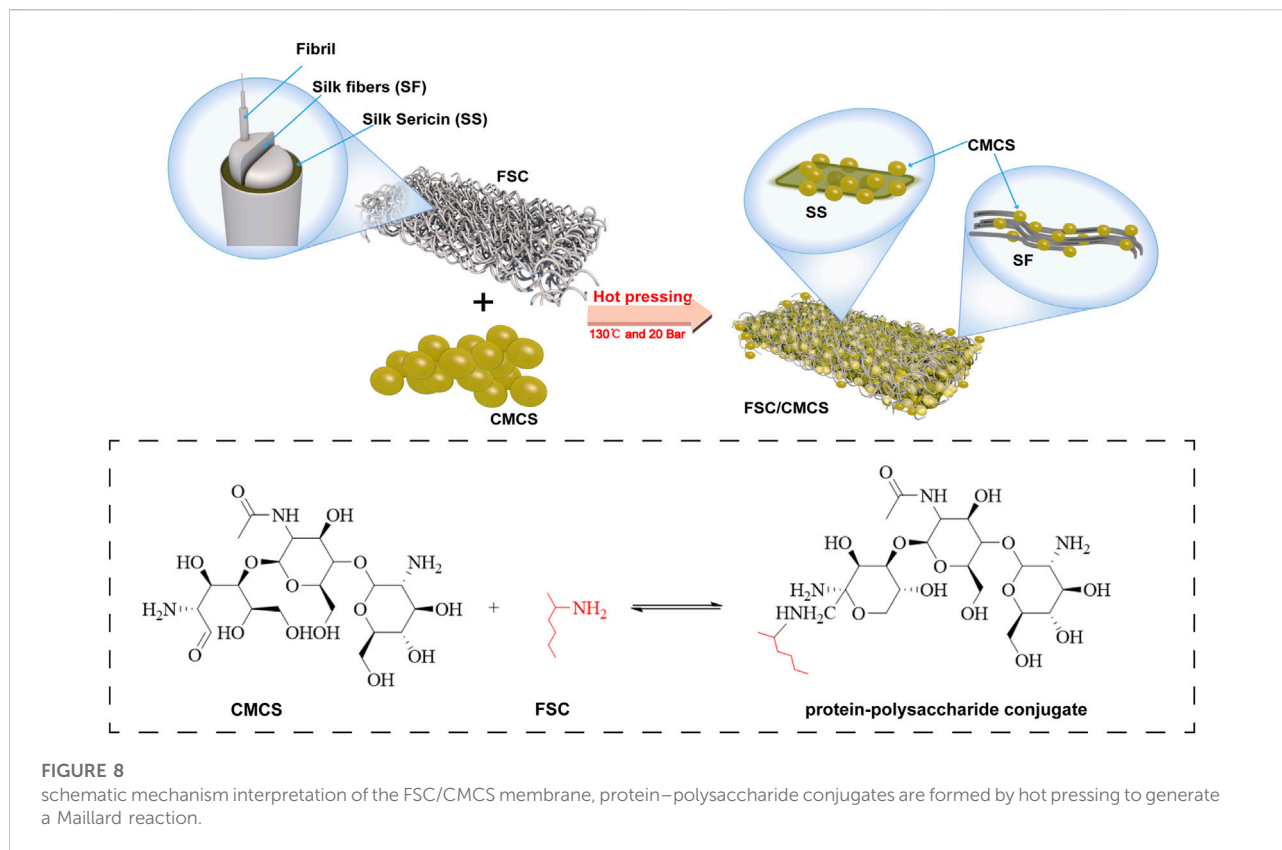 Fibril
Silk fibers (SF)
Silk Sericin (SS)
FSC
+
CMCS
Hot pressing
130℃ and 20 Bar
CMCS
SS
SF
FSC/CMCS
O
NH
OH
HO
O
O
NH2
H2N
O
O
OH
HO
OHOH
OH
O
OH
CMCS
+
NH2
FSC
O
NH
OH
HO
O
O
NH2
H2N
O
O
OH
HNH2C
O
OH
OH
OH
OH
protein-polysaccharide conjugate
FIGURE 8
schematic mechanism interpretation of the FSC/CMCS membrane, protein–polysaccharide conjugates are formed by hot pressing to generate
a Maillard reaction.